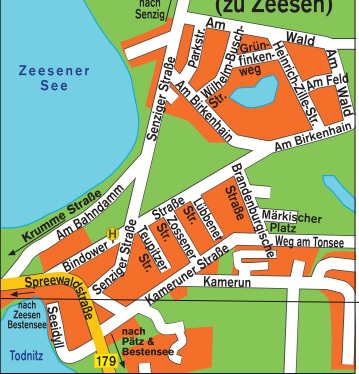 (zu Zeesen)
nach
Senzig
Am Wald
Parkstr.
Wilhelm-Busch-
Str.
Grün-
finken-
weg
Heinrich-Zille-Str.
Am Wald
Am Feld
Zeesener
See
Senziger Straße
Am Birkenhain
Am Birkenhain
Krumme Straße
Am Bahndamm
Bindower Straße
H
Senziger Straße
Teupitzer
Str.
Zossener
Str.
Lübbener
Straße
Brandenburgische
Märkischer
Platz
Weg am Tonsee
Kameruner Straße
Kamerun
Spreewaldstraße
nach
Zeesen
Bestensee
Seeidyll
Todnitz
179
nach
Pätz &
Bestensee